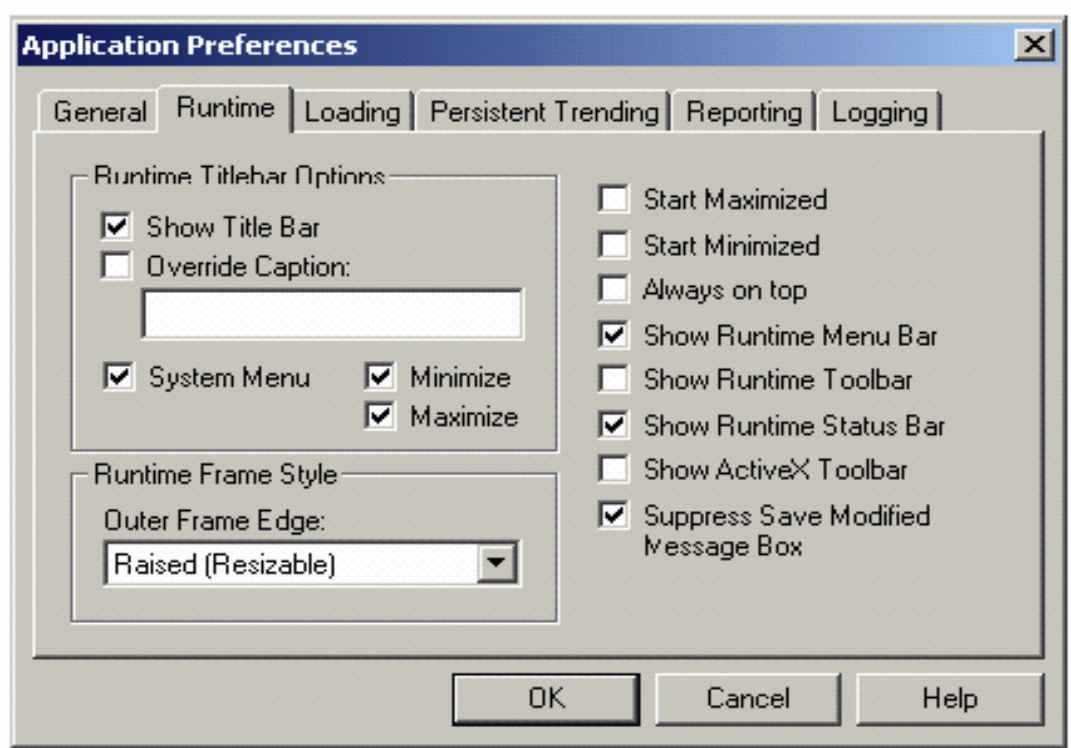 Application Preferences
General Runtime Loading Persistent Trending Reporting Logging
Runtime Titlebar Options
Show Title Bar
Override Caption:
System Menu Minimize
Maximize
Runtime Frame Style
Outer Frame Edge:
Raised (Resizable)
Start Maximized
Start Minimized
Always on top
Show Runtime Menu Bar
Show Runtime Toolbar
Show Runtime Status Bar
Show ActiveX Toolbar
Suppress Save Modified
Message Box
OK Cancel Help